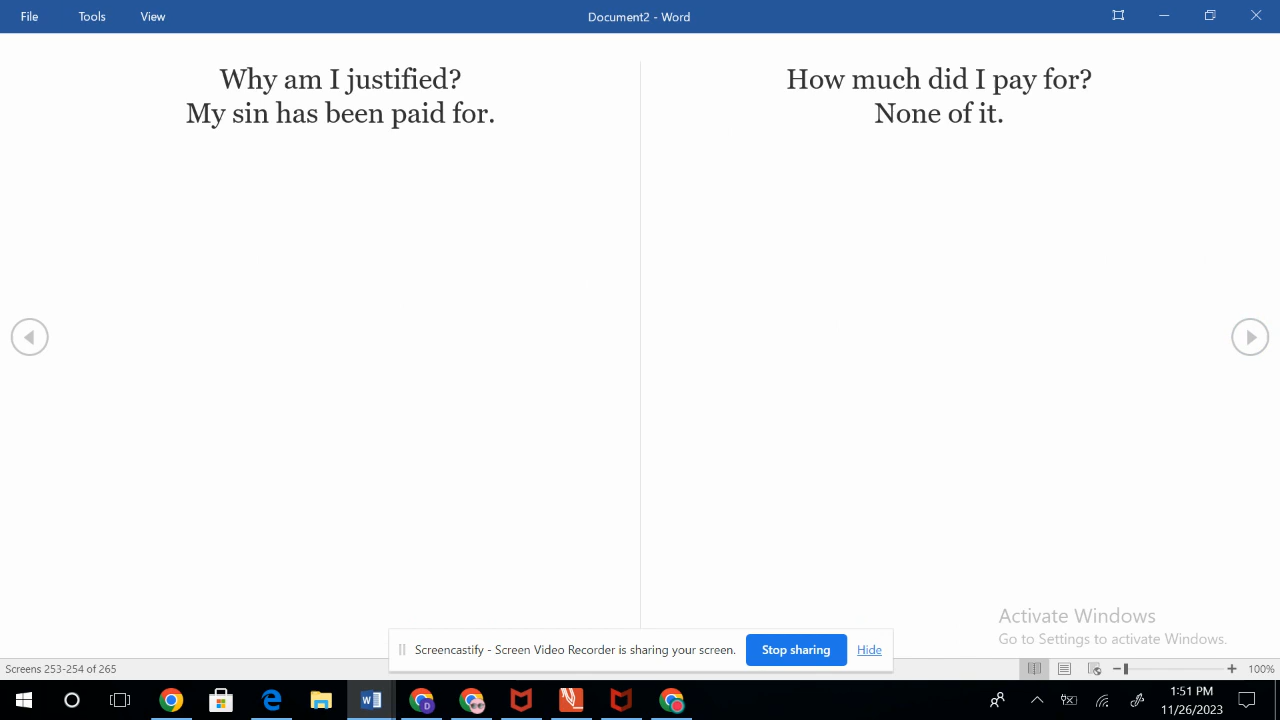 File Tools View Document2 - Word
Why am I justified?
My sin has been paid for.
How much did I pay for?
None of it.
Activate Windows
Go to Settings to activate Windows.
Screencastify - Screen Video Recorder is sharing your screen. Stop sharing Hide
Screens 253-254 of 265
100%
1:51 PM
11/26/2023